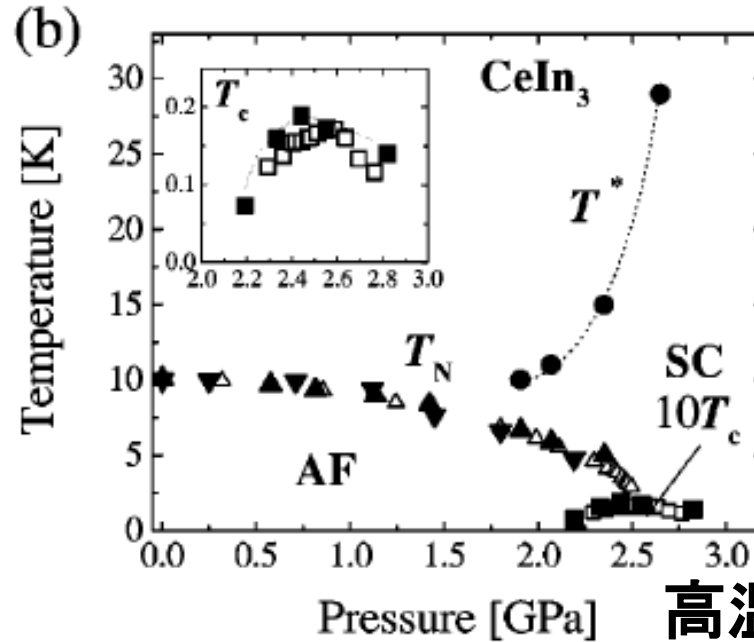 (b)
CeIn3
Temperature [K]
30
25
20
15
10
5
0
Tc
0.2
0.1
0.0
2.0 2.2 2.4 2.6 2.8 3.0
T*
TN
AF
SC
10Tc
0.0 0.5 1.0 1.5 2.0 2.5 3.0
Pressure [GPa]
高温